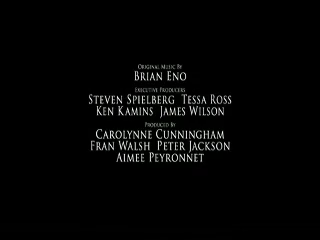 Original Music By
Brian Eno
Executive Producers
Steven Spielberg Tessa Ross
Ken Kamins James Wilson
Produced By
Carolynne Cunningham
Fran Walsh Peter Jackson
Aimee Peyronnet